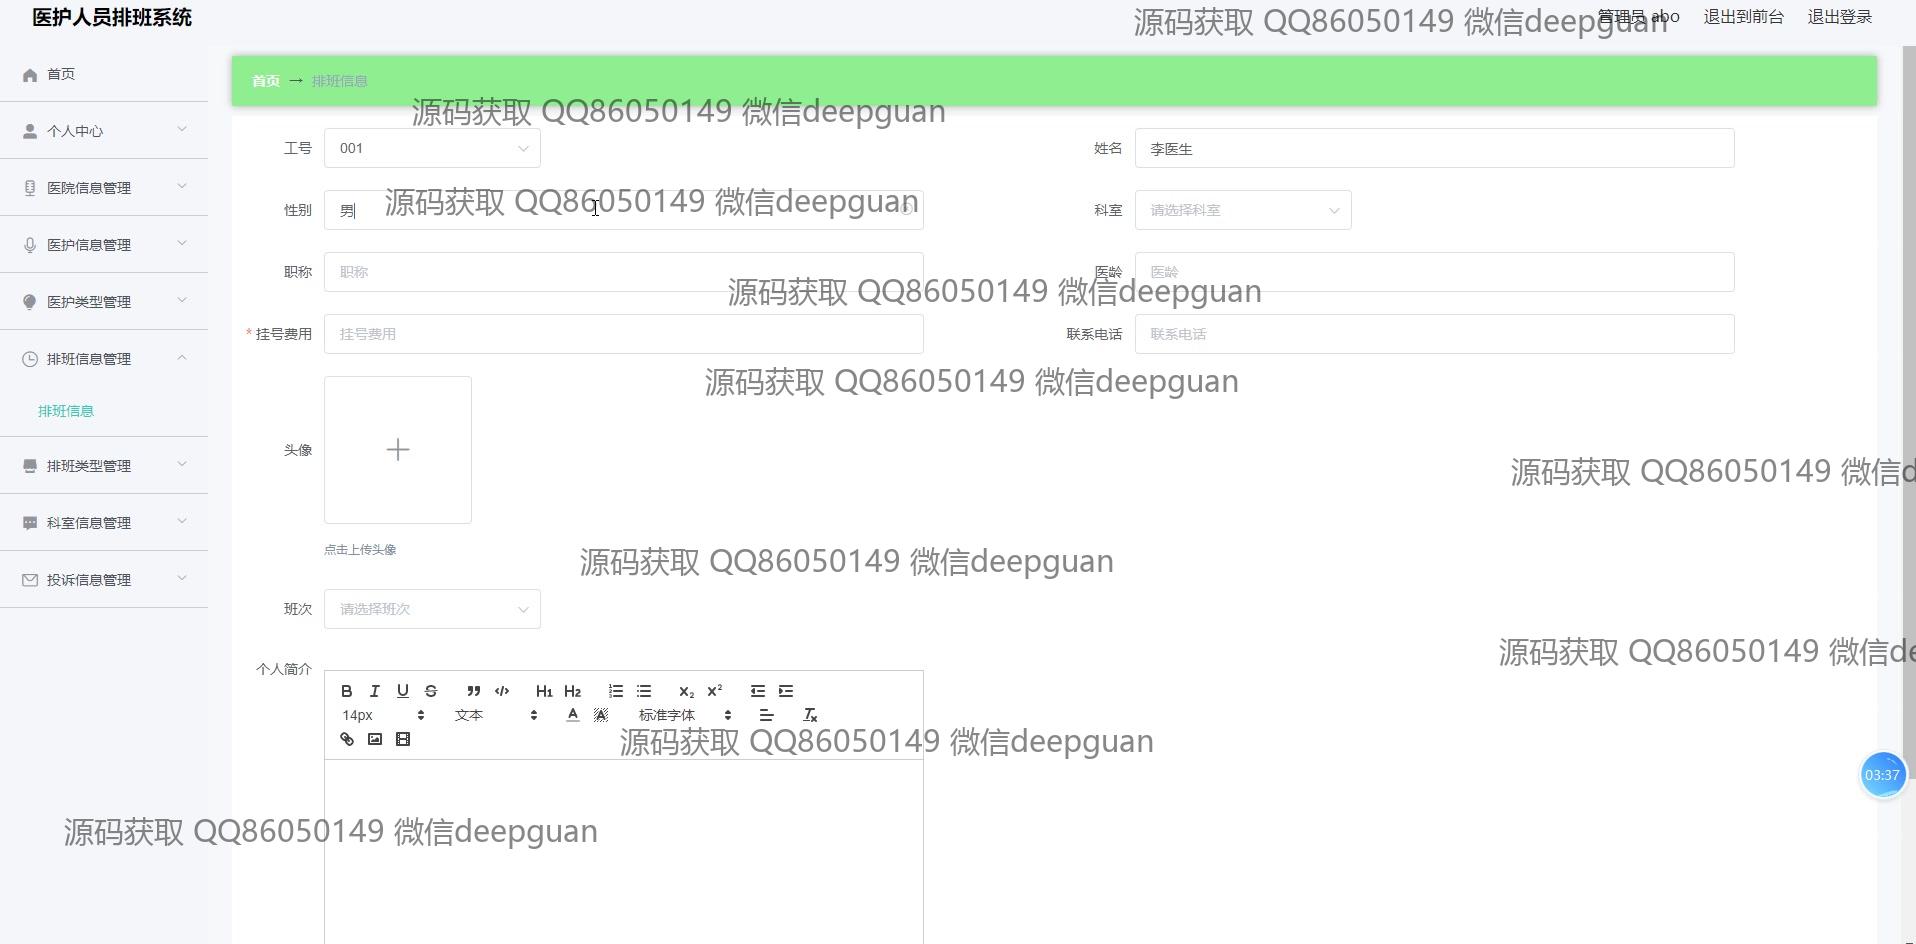 医护人员排班系统
源码获取 QQ86050149 微信deepguan
管理员 abo 退出到前台 退出登录
首页
首页 → 排班信息
源码获取 QQ86050149 微信deepguan
个人中心
工号 001 姓名 李医生
医院信息管理
源码获取 QQ86050149 微信deepguan
性别 男 科室 请选择科室
医护信息管理
职称 职称 医龄 医龄
源码获取 QQ86050149 微信deepguan
医护类型管理
* 挂号费用 挂号费用 联系电话 联系电话
排班信息管理
源码获取 QQ86050149 微信deepguan
排班信息
头像
排班类型管理
源码获取 QQ86050149 微信d
科室信息管理
点击上传头像
源码获取 QQ86050149 微信deepguan
投诉信息管理
班次 请选择班次
源码获取 QQ86050149 微信de
个人简介
B I U S ” </> H1 H2 X2 X2
14px 文本 A A 标准字体 Tx
源码获取 QQ86050149 微信deepguan
03:37
源码获取 QQ86050149 微信deepguan